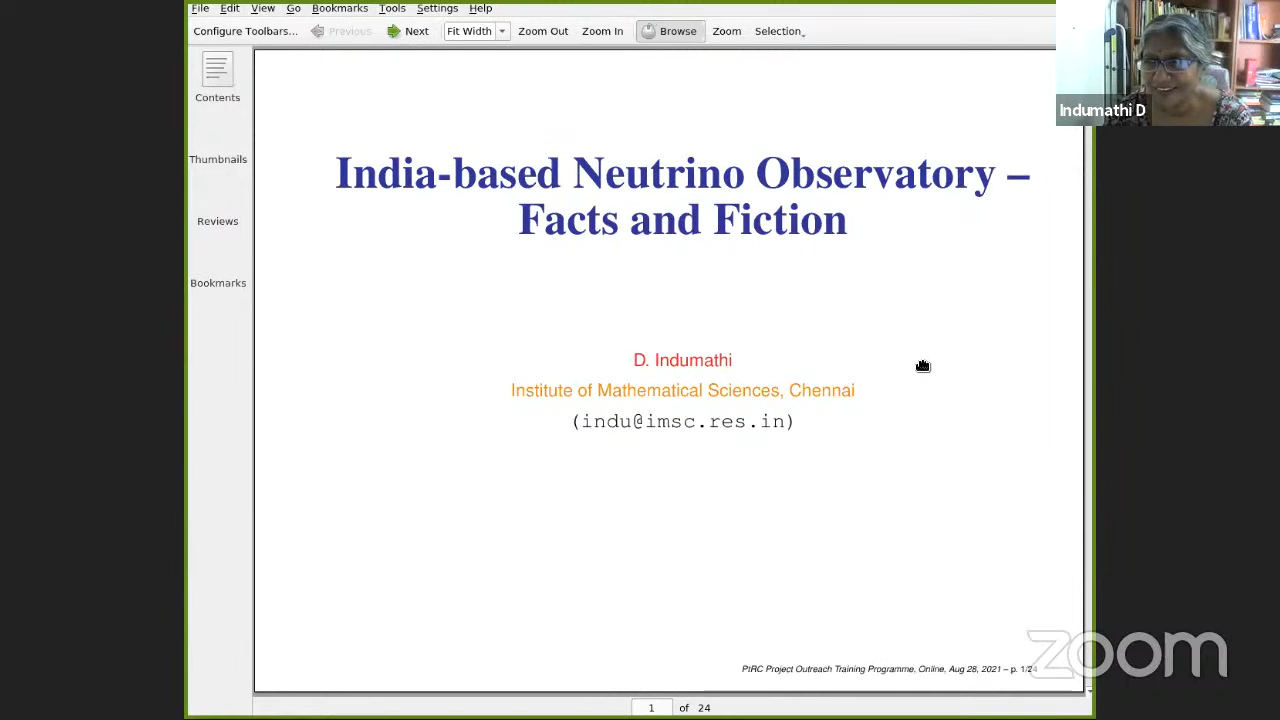 File Edit View Go Bookmarks Tools Settings Help
Configure Toolbars... Previous Next Fit Width Zoom Out Zoom In Browse Zoom Selection
Indumathi D
Contents
Thumbnails
Reviews
Bookmarks
India-based Neutrino Observatory –
Facts and Fiction
D. Indumathi
Institute of Mathematical Sciences, Chennai
(indu@imsc.res.in)
zoom
PIRC Project Outreach Training Programme, Online, Aug 28, 2021 – p. 1/24
1 of 24